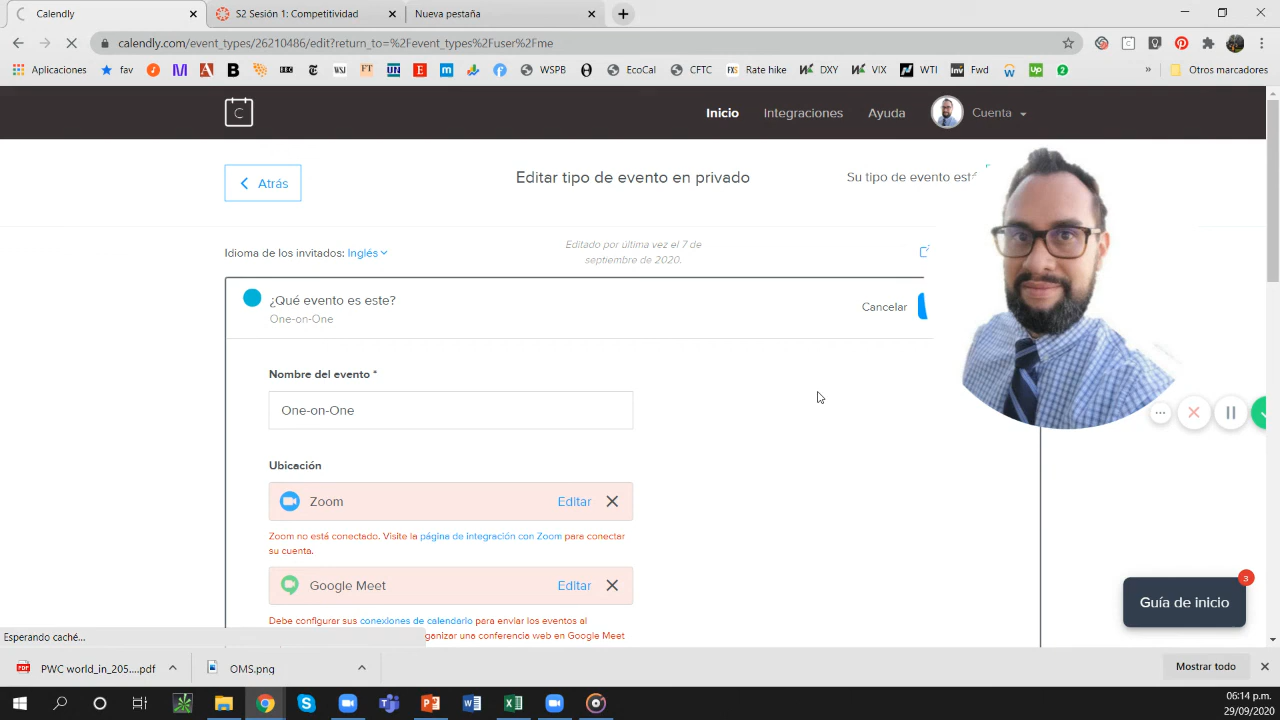 Calendly
S2 Sesión 1: Competitividad
Nueva pestaña
calendly.com/event_types/26210486/edit?return_to=%2Fevent_types%2Fuser%2Fme
Aplicaciones
fav
WSPB
EcoCal
CFTC
Rate hike
DXY
VIX
WTI
Fwd
Otros marcadores
Inicio
Integraciones
Ayuda
Cuenta
Atrás
Editar tipo de evento en privado
Su tipo de evento est
Idioma de los invitados: Inglés
Editado por última vez el 7 de
septiembre de 2020.
¿Qué evento es este?
One-on-One
Cancelar
Nombre del evento *
One-on-One
Ubicación
Zoom
Editar
Zoom no está conectado. Visite la página de integración con Zoom para conectar
su cuenta.
Google Meet
Editar
Debe configurar sus conexiones de calendario para enviar los eventos al
ganizar una conferencia web en Google Meet
Guía de inicio
3
Esperando caché...
PWC world_in_205....pdf
OMS.png
Mostrar todo
06:14 p.m.
29/09/2020